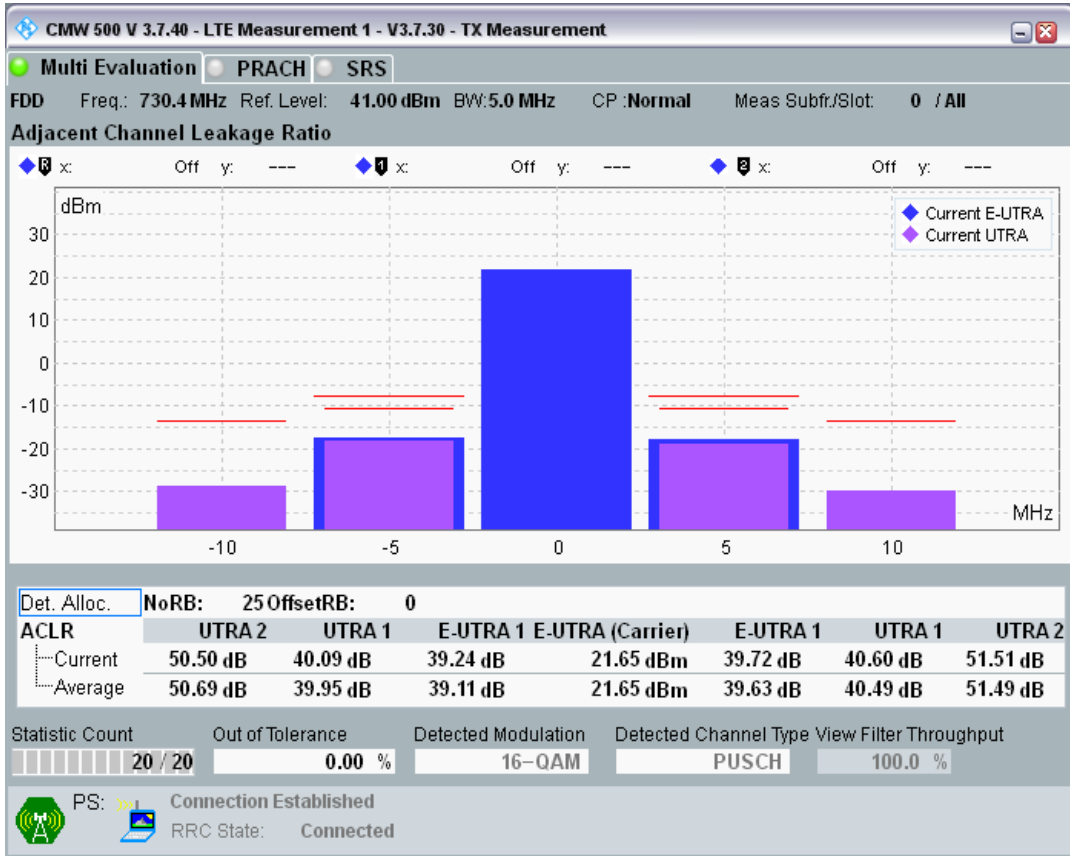 CMW 500 V 3.7.40 - LTE Measurement 1 - V3.7.30 - TX Measurement
Multi Evaluation PRACH SRS
FDD Freq.: 730.4 MHz Ref. Level: 41.00 dBm BW: 5.0 MHz CP :Normal Meas Subfr./Slot: 0 / All
Adjacent Channel Leakage Ratio
R x: Off y: --- 1 x: Off y: --- 2 x: Off y: ---
dBm
Current E-UTRA
Current UTRA
30
20
10
0
-10
-20
-30
MHz
-10 -5 0 5 10
Det. Alloc. NoRB: 25 OffsetRB: 0
ACLR UTRA 2 UTRA 1 E-UTRA 1 E-UTRA (Carrier) E-UTRA 1 UTRA 1 UTRA 2
Current 50.50 dB 40.09 dB 39.24 dB 21.65 dBm 39.72 dB 40.60 dB 51.51 dB
Average 50.69 dB 39.95 dB 39.11 dB 21.65 dBm 39.63 dB 40.49 dB 51.49 dB
Statistic Count Out of Tolerance Detected Modulation Detected Channel Type View Filter Throughput
20 / 20 0.00 % 16-QAM PUSCH 100.0 %
PS: Connection Established
RRC State: Connected